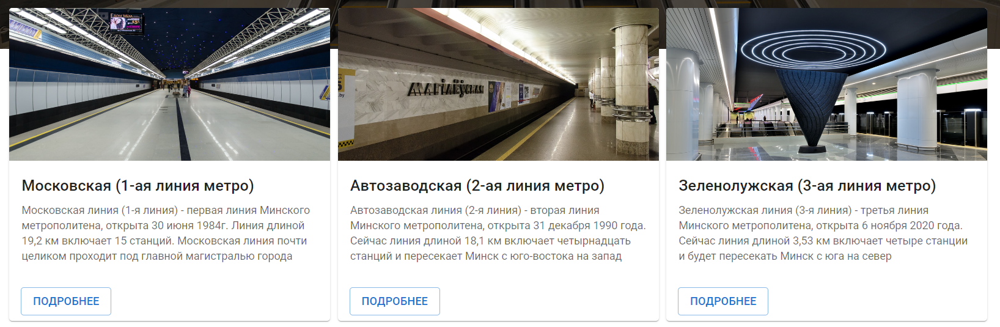 ДОМ МЕХА
МАГІЛЁЎСКАЯ
.by
Московская (1-ая линия метро)
Московская линия (1-я линия) - первая линия Минского
метрополитена, открыта 30 июня 1984г. Линия длиной
19,2 км включает 15 станций. Московская линия почти
целиком проходит под главной магистралью города
ПОДРОБНЕЕ
Автозаводская (2-ая линия метро)
Автозаводская линия (2-я линия) - вторая линия
Минского метрополитена, открыта 31 декабря 1990 года.
Сейчас линия длиной 18,1 км включает четырнадцать
станций и пересекает Минск с юго-востока на запад
ПОДРОБНЕЕ
Зеленолужская (3-ая линия метро)
Зеленолужская линия (3-я линия) - третья линия
Минского метрополитена, открыта 6 ноября 2020 года.
Сейчас линия длиной 3,53 км включает четыре станции
и будет пересекать Минск с юга на север
ПОДРОБНЕЕ